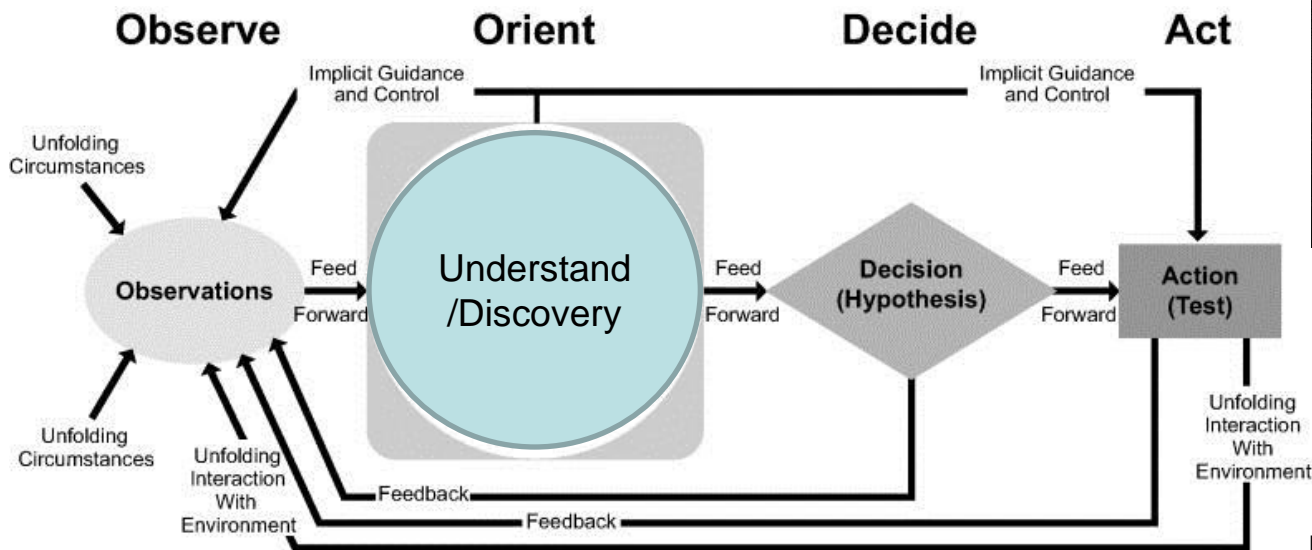 Observe
Orient
Decide
Act
Implicit Guidance
and Control
Implicit Guidance
and Control
Unfolding
Circumstances
Observations
Feed
Forward
Understand
/Discovery
Feed
Forward
Decision
(Hypothesis)
Feed
Forward
Action
(Test)
Unfolding
Circumstances
Unfolding
Interaction
With
Environment
Unfolding
Interaction
With
Environment
Feedback
Feedback